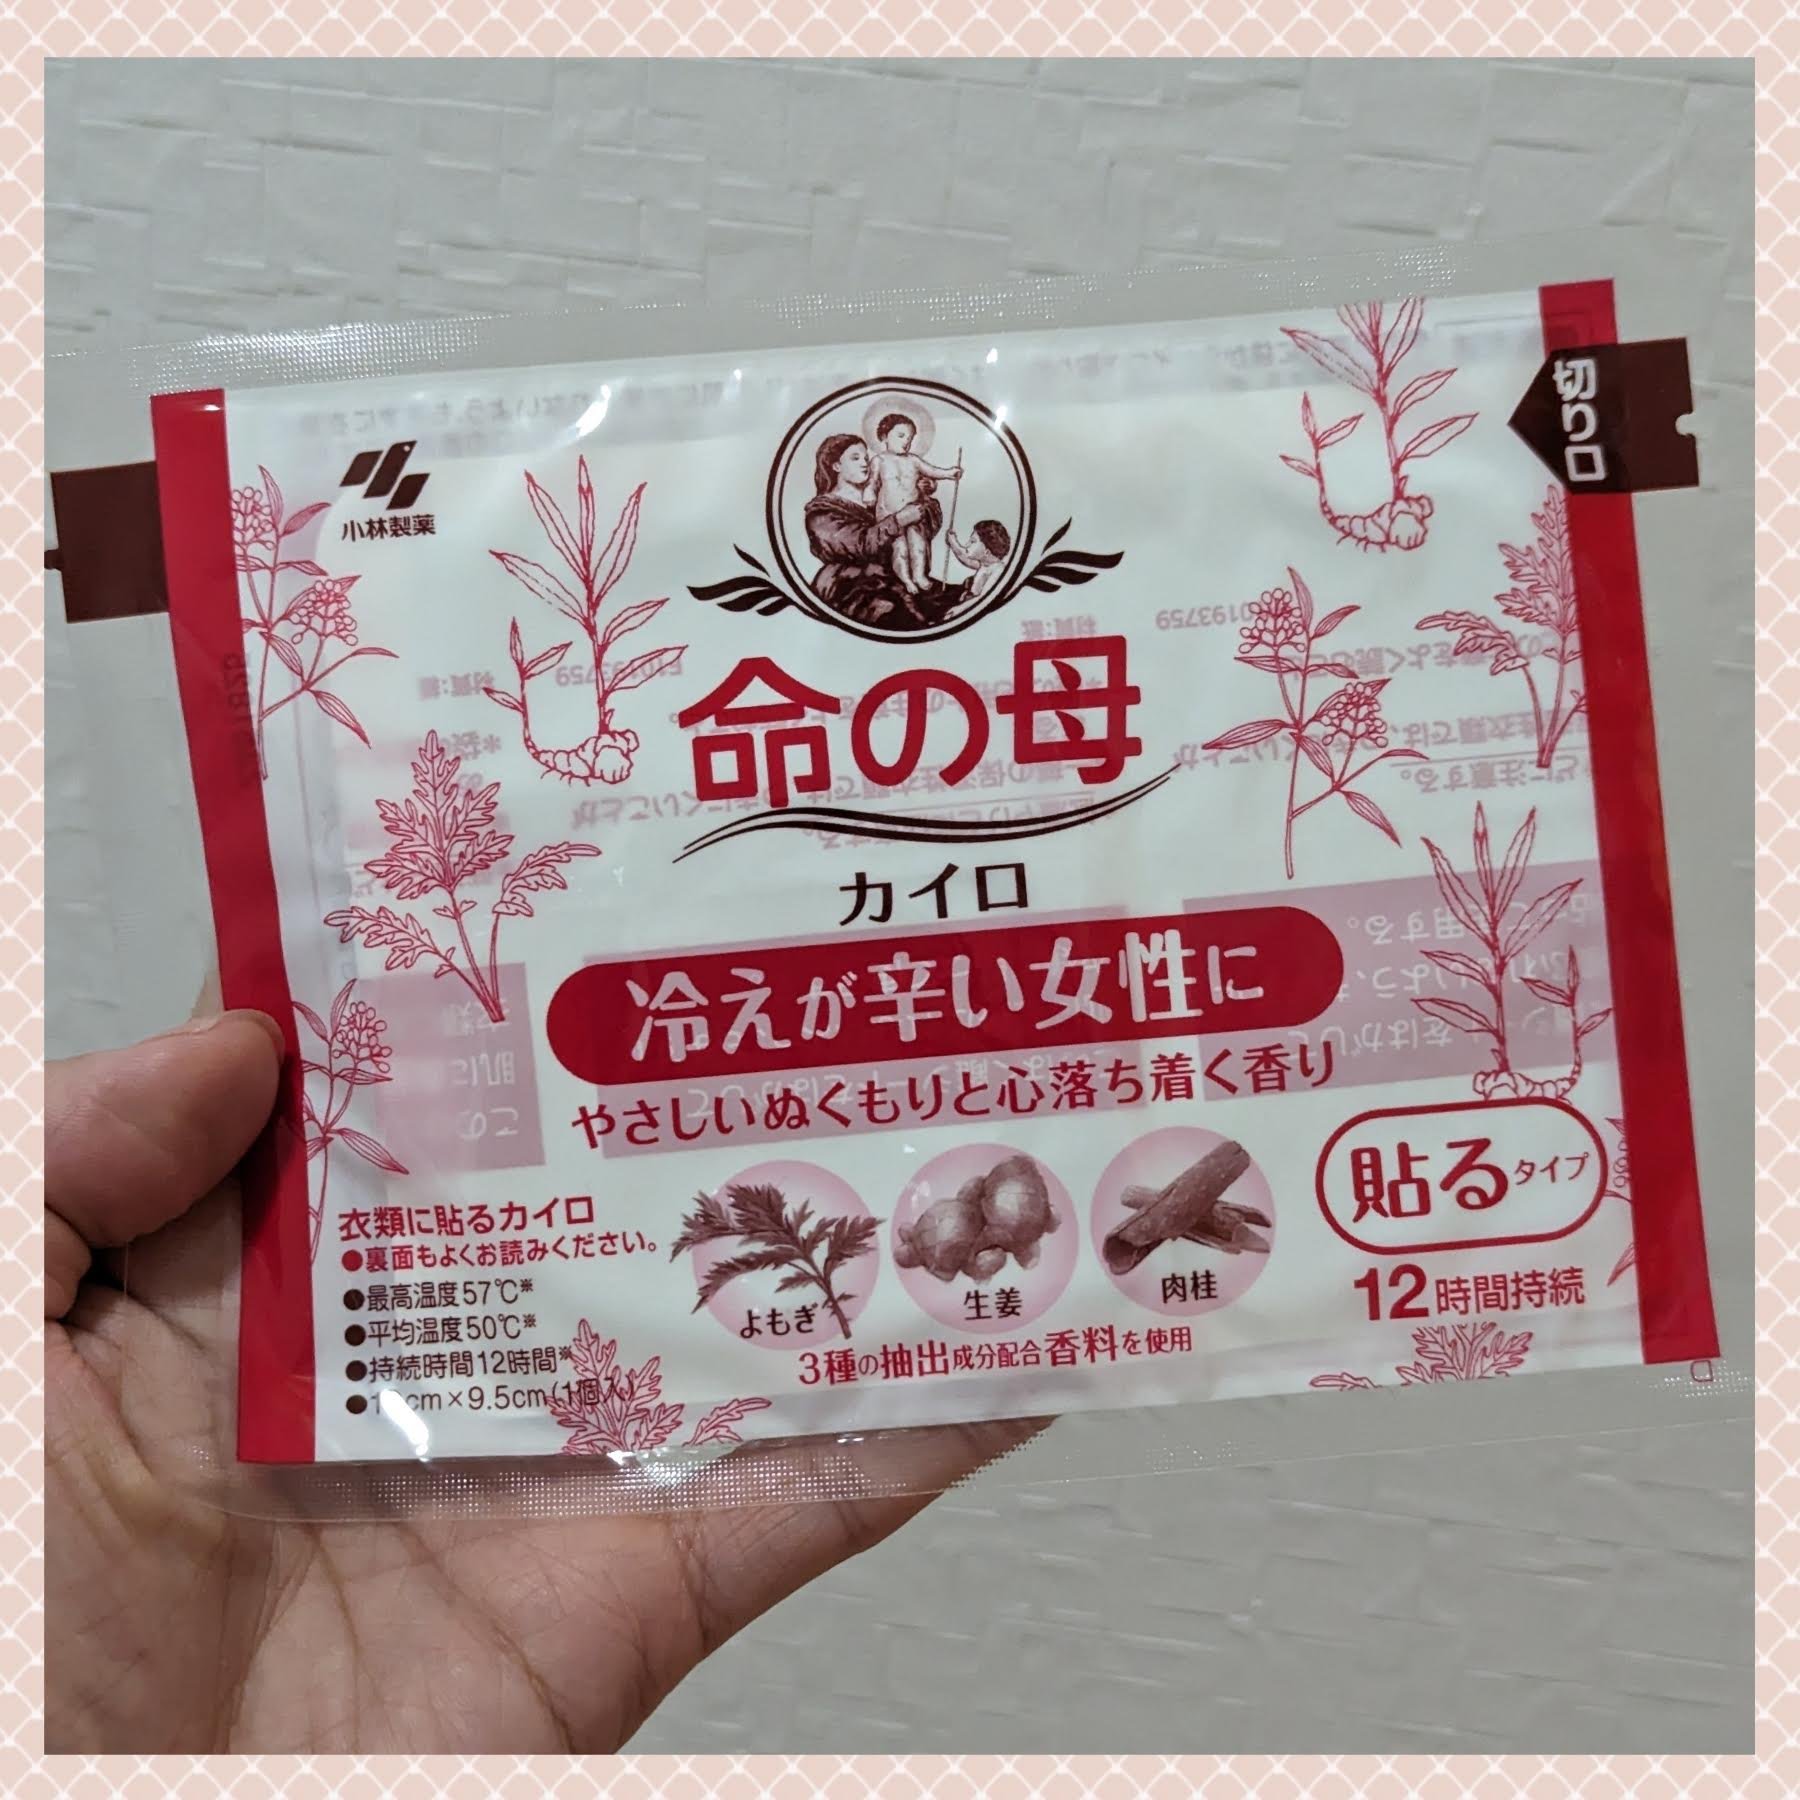 切り口
小林製薬
命の母
カイロ
冷えが辛い女性に
やさしいぬくもりと心落ち着く香り
貼るタイプ
12時間持続
衣類に貼るカイロ
●裏面もよくお読みください。
●最高温度57℃※
●平均温度50℃※
●持続時間12時間※
cm×9.5cm(1個入)
よもぎ
生姜
肉桂
3種の抽出成分配合香料を使用